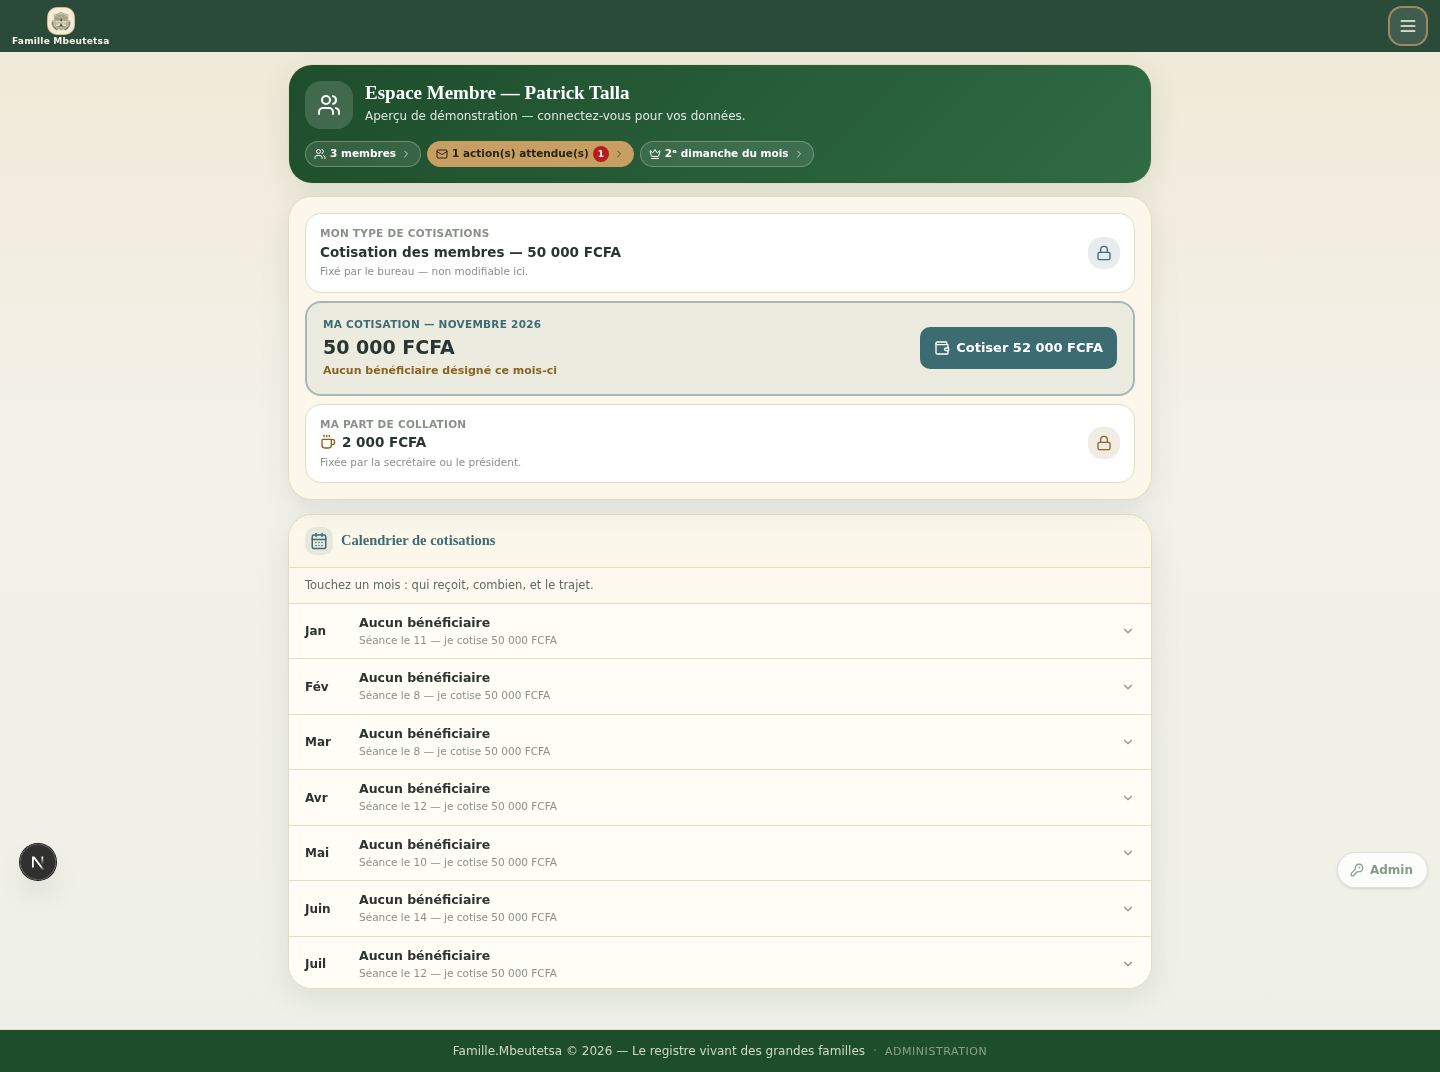 Famille Mbeutetsa
Espace Membre — Patrick Talla
Aperçu de démonstration — connectez-vous pour vos données.
3 membres
1 action(s) attendue(s) 1
2ᵉ dimanche du mois
MON TYPE DE COTISATIONS
Cotisation des membres — 50 000 FCFA
Fixé par le bureau — non modifiable ici.
MA COTISATION — NOVEMBRE 2026
50 000 FCFA
Aucun bénéficiaire désigné ce mois-ci
Cotiser 52 000 FCFA
MA PART DE COLLATION
2 000 FCFA
Fixée par la secrétaire ou le président.
Calendrier de cotisations
Touchez un mois : qui reçoit, combien, et le trajet.
Jan
Aucun bénéficiaire
Séance le 11 — je cotise 50 000 FCFA
Fév
Aucun bénéficiaire
Séance le 8 — je cotise 50 000 FCFA
Mar
Aucun bénéficiaire
Séance le 8 — je cotise 50 000 FCFA
Avr
Aucun bénéficiaire
Séance le 12 — je cotise 50 000 FCFA
Mai
Aucun bénéficiaire
Séance le 10 — je cotise 50 000 FCFA
Juin
Aucun bénéficiaire
Séance le 14 — je cotise 50 000 FCFA
Juil
Aucun bénéficiaire
Séance le 12 — je cotise 50 000 FCFA
N
Admin
Famille.Mbeutetsa © 2026 — Le registre vivant des grandes familles · ADMINISTRATION